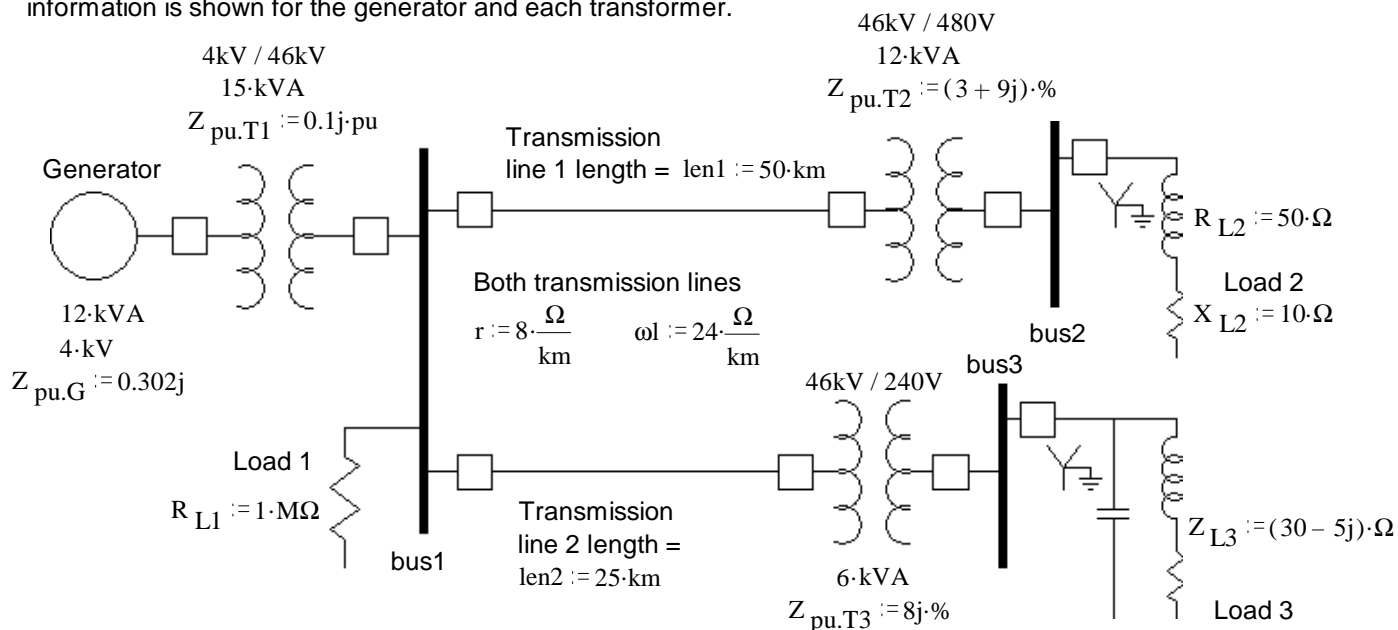 information is shown for the generator and each transformer.
46kV / 480V
4kV / 46kV
12·kVA
15·kVA
Z pu.T2 := (3 + 9j)·%
Z pu.T1 := 0.1j·pu
Transmission
line 1 length = len1 := 50·km
Generator
R L2 := 50·Ω
Both transmission lines
Load 2
12·kVA
r := 8·Ω/km ωl := 24·Ω/km
X L2 := 10·Ω
bus2
4·kV
bus3
Z pu.G := 0.302j
46kV / 240V
Load 1
R L1 := 1·MΩ
Transmission
Z L3 := (30 – 5j)·Ω
line 2 length =
bus1
len2 := 25·km
6·kVA
Z pu.T3 := 8j·%
Load 3